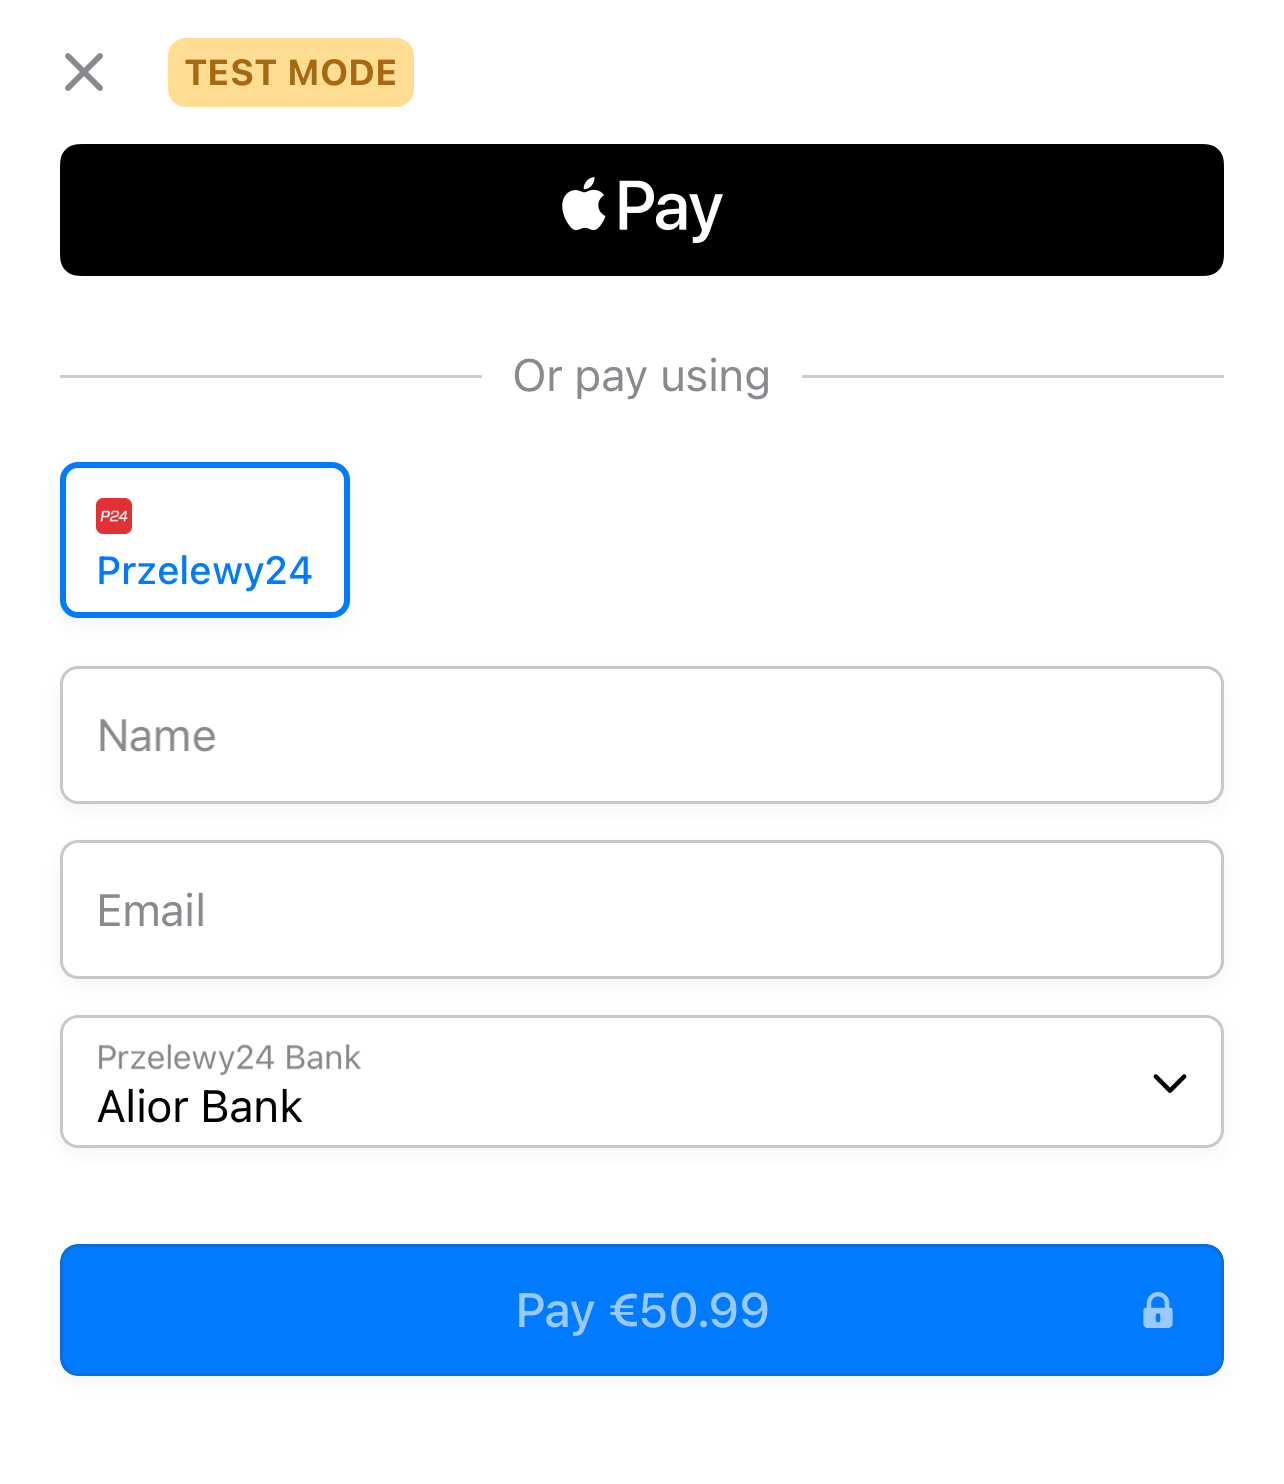 TEST MODE
Pay
Or pay using
P24
Przelewy24
Name
Email
Przelewy24 Bank
Alior Bank
Pay €50.99